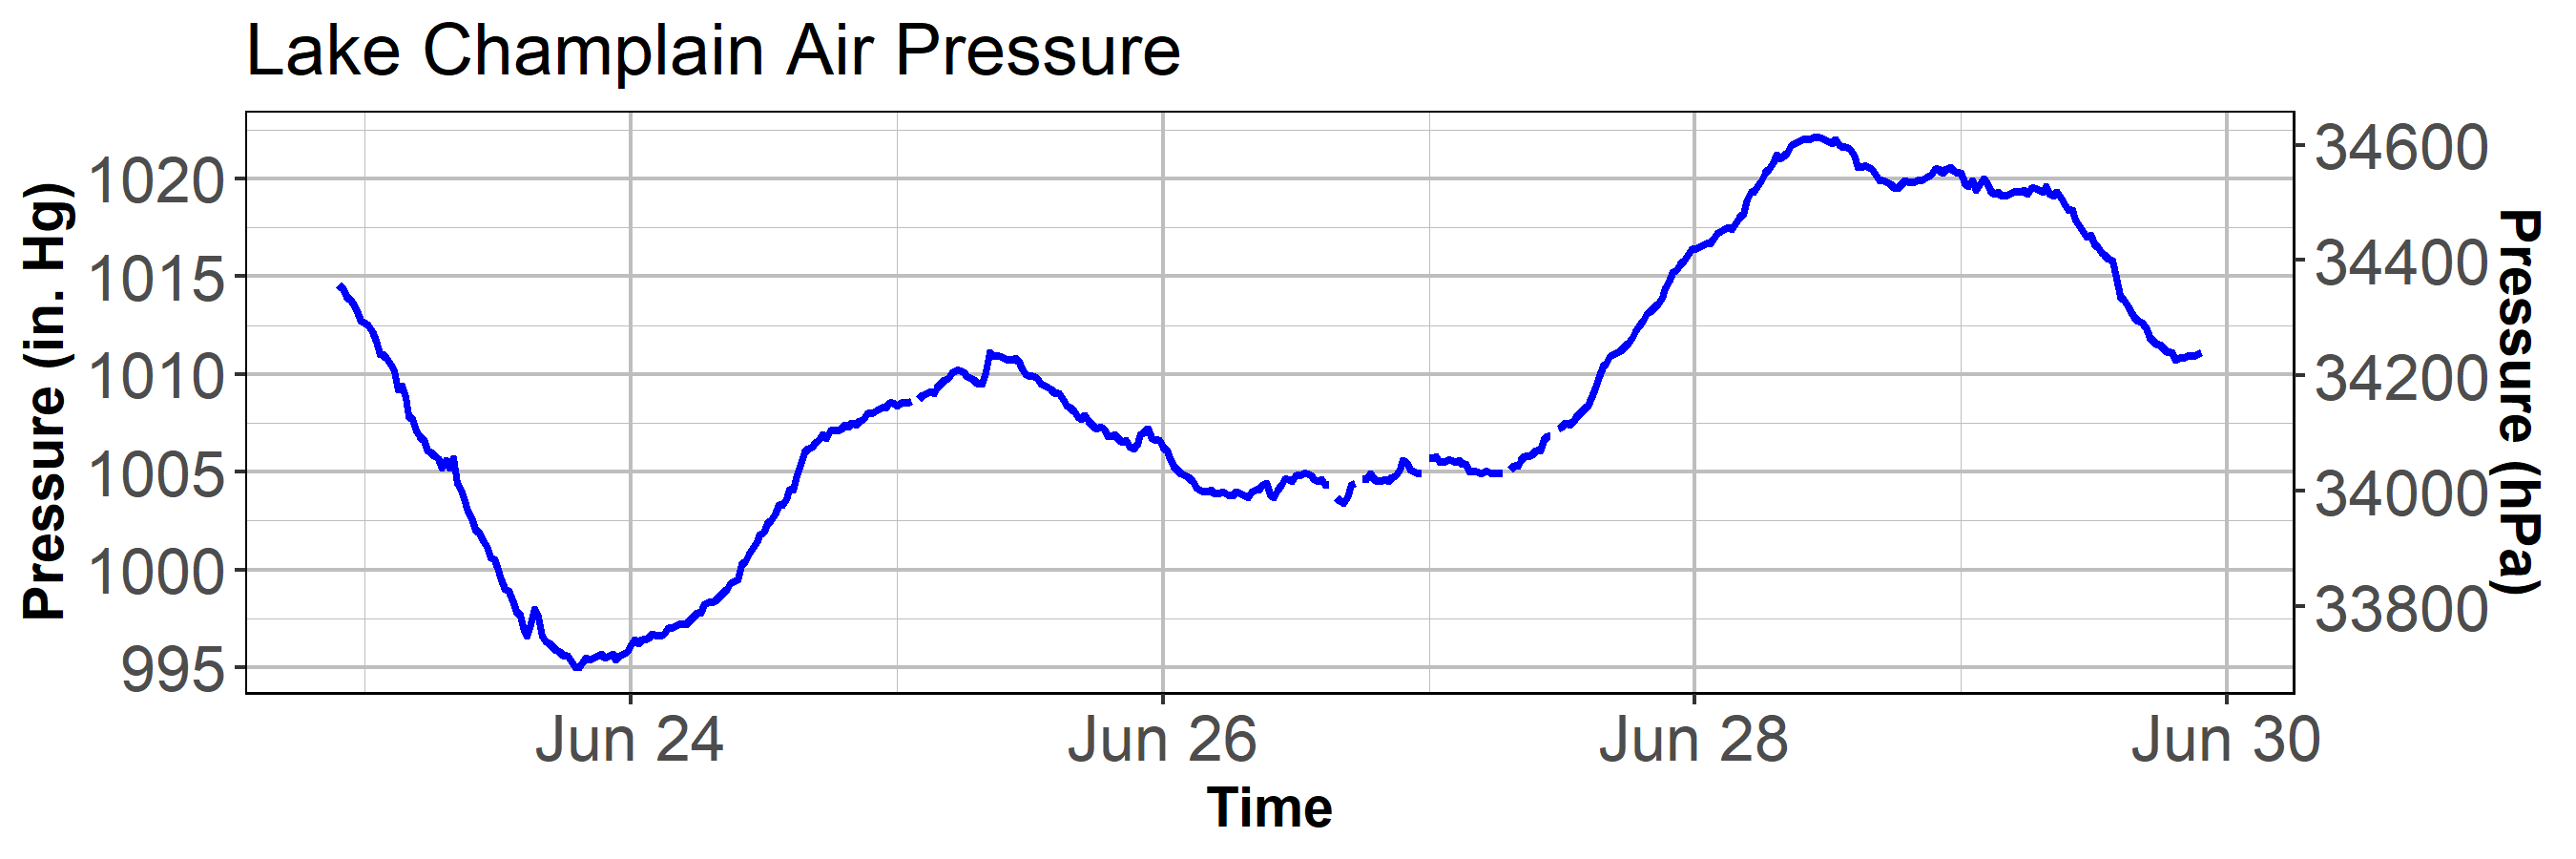 Lake Champlain Air Pressure
Pressure (in. Hg)
1020
1015
1010
1005
1000
995
34600
34400
34200
34000
33800
Pressure (hPa)
Jun 24
Jun 26
Jun 28
Jun 30
Time